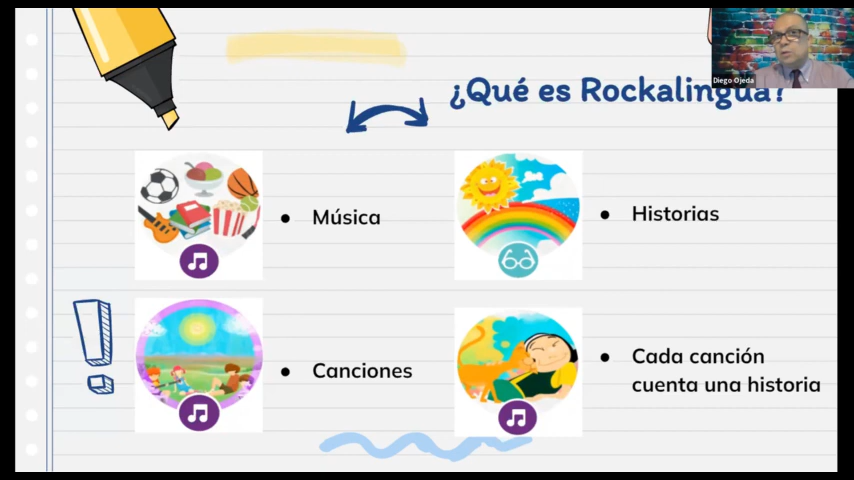 Diego Ojeda
¿Qué es Rockalingua?
Música
Historias
Canciones
Cada canción
cuenta una historia